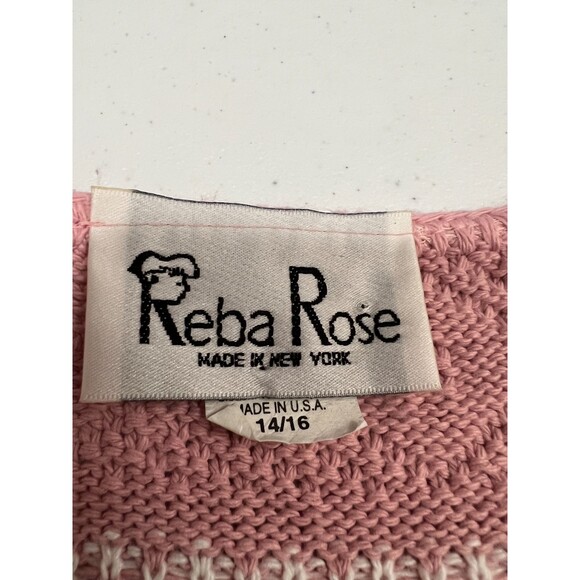 Reba Rose
MADE IN NEW YORK
MADE IN U.S.A.
14/16